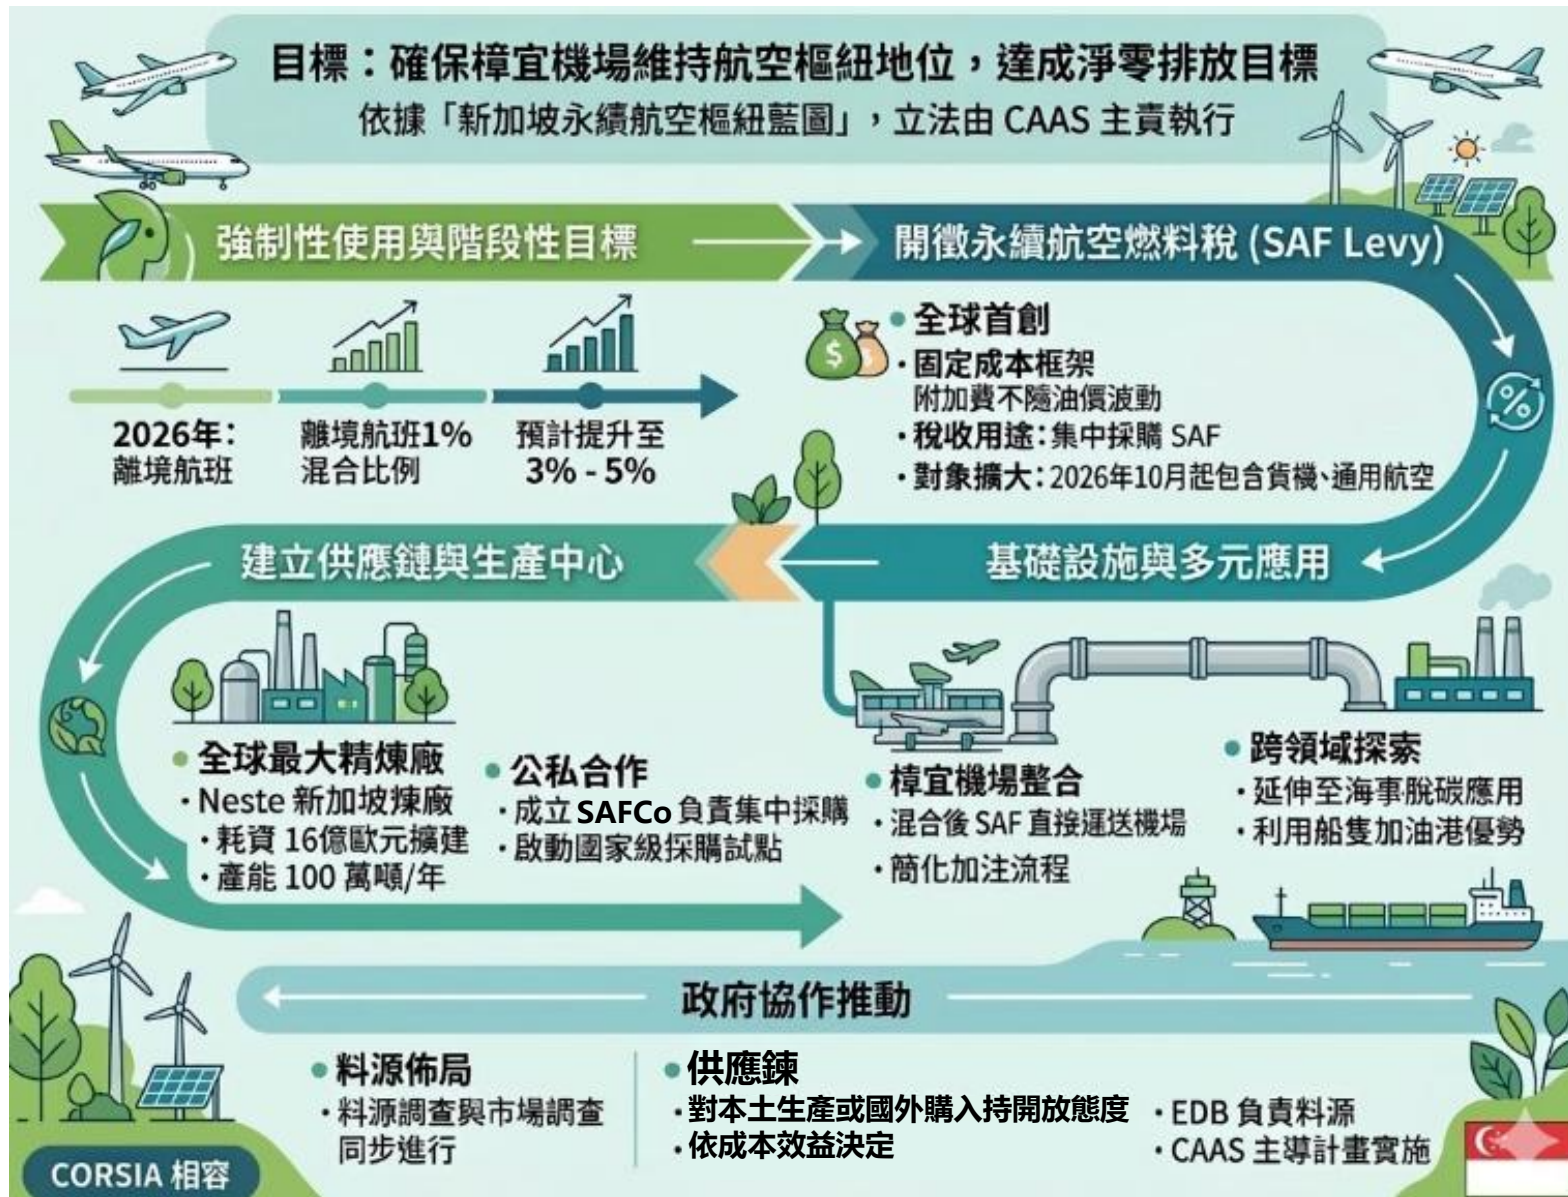 目標：確保樟宜機場維持航空樞紐地位，達成淨零排放目標
依據「新加坡永續航空樞紐藍圖」，立法由 CAAS 主責執行
強制性使用與階段性目標
開徵永續航空燃料稅 (SAF Levy)
2026年：
離境航班
離境航班1%
混合比例
預計提升至
3% - 5%
$
• 全球首創
· 固定成本框架
附加費不隨油價波動
· 稅收用途：集中採購 SAF
· 對象擴大：2026年10月起包含貨機、通用航空
%
建立供應鏈與生產中心
基礎設施與多元應用
• 全球最大精煉廠
· Neste 新加坡煉廠
· 耗資 16億歐元擴建
· 產能 100 萬噸/年
• 公私合作
· 成立 SAFCo 負責集中採購
· 啟動國家級採購試點
• 樟宜機場整合
· 混合後 SAF 直接運送機場
· 簡化加注流程
• 跨領域探索
· 延伸至海事脫碳應用
· 利用船隻加油港優勢
政府協作推動
• 料源佈局
· 料源調查與市場調查
同步進行
• 供應鍊
· 對本土生產或國外購入持開放態度
· 依成本效益決定
· EDB 負責料源
· CAAS 主導計畫實施
CORSIA 相容